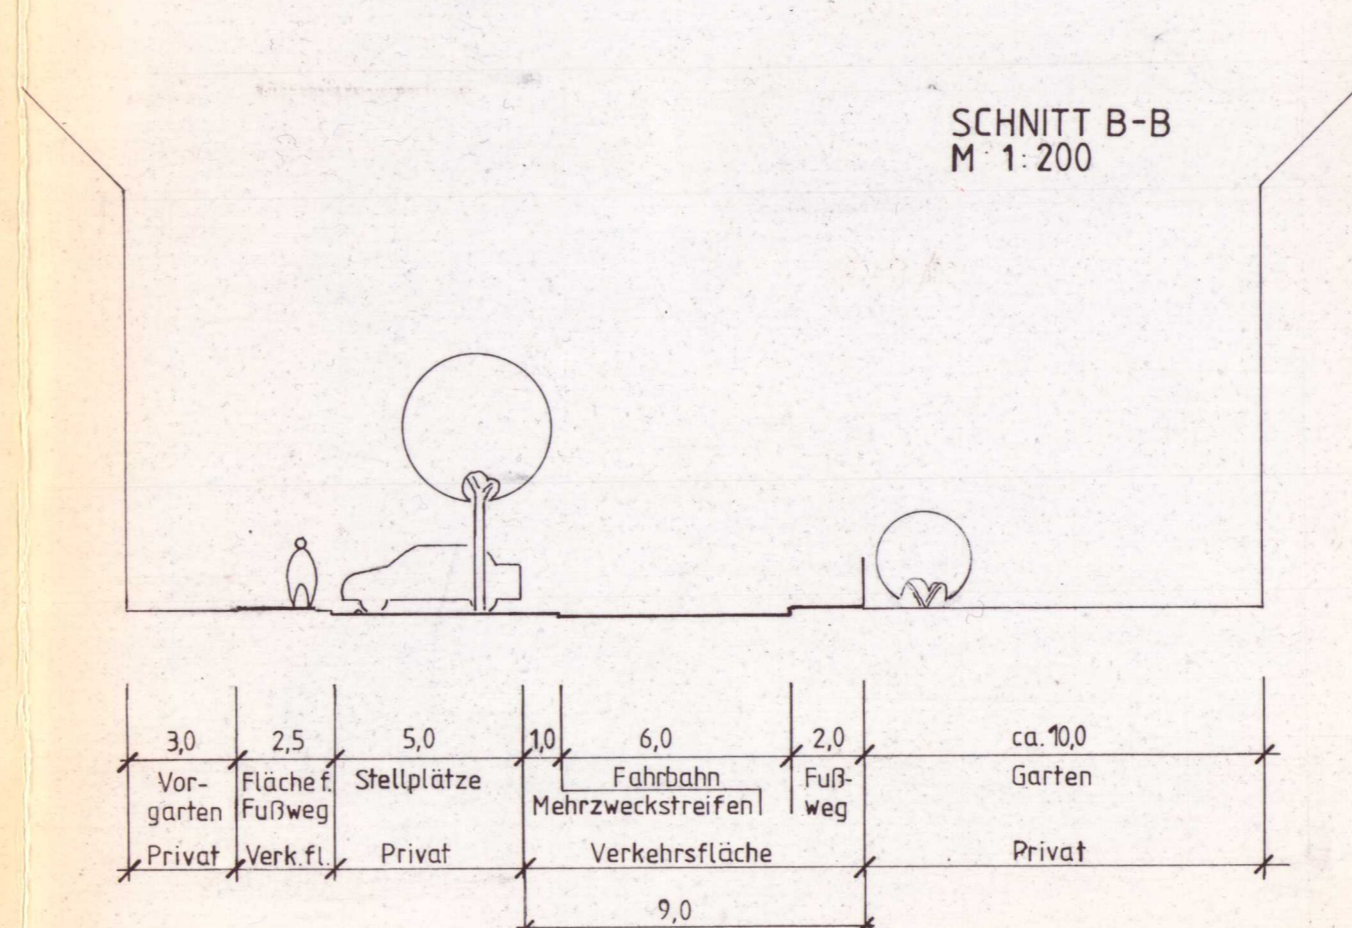 SCHNITT B-B
M 1:200
3,0 2,5 5,0 1,0 6,0 2,0 ca. 10,0
Vor- Fläche f. Stellplätze Fahrbahn Fuß- Garten
garten Fußweg Mehrzweckstreifen weg
Privat Verk.fl. Privat Verkehrsfläche Privat
9,0